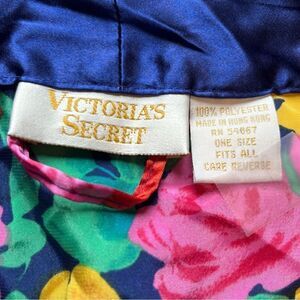 VICTORIA'S
SECRET
100% POLYESTER
MADE IN HONG KONG
RN 54867
ONE SIZE
FITS ALL
CARE REVERSE